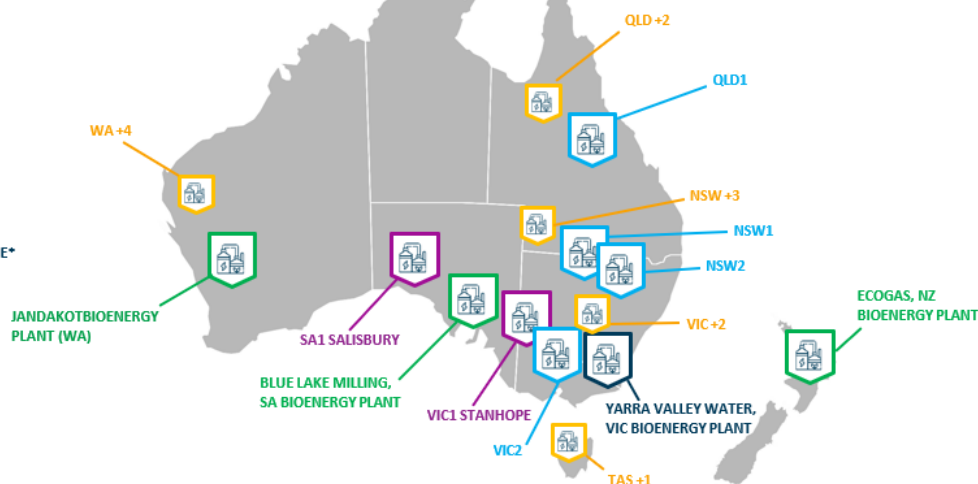 QLD +2
QLD1
WA +4
NSW +3
NSW1
E*
NSW2
ECOGAS, NZ
BIOENERGY PLANT
JANDAKOTBIOENERGY
PLANT (WA)
VIC +2
SA1 SALISBURY
BLUE LAKE MILLING,
SA BIOENERGY PLANT
VIC1 STANHOPE
YARRA VALLEY WATER,
VIC BIOENERGY PLANT
VIC2
TAS +1